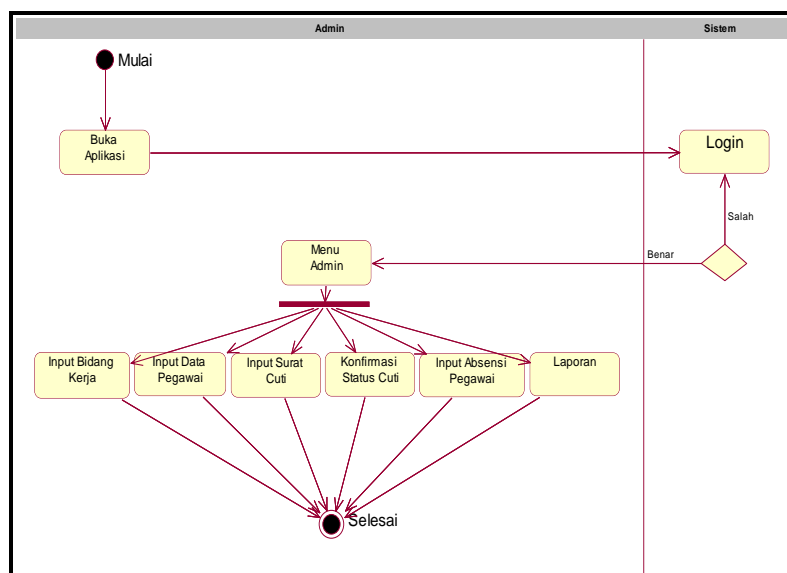 Admin
Sistem
Mulai
Buka
Aplikasi
Login
Salah
Menu
Admin
Benar
Input Bidang
Kerja
Input Data
Pegawai
Input Surat
Cuti
Konfirmasi
Status Cuti
Input Absensi
Pegawai
Laporan
Selesai